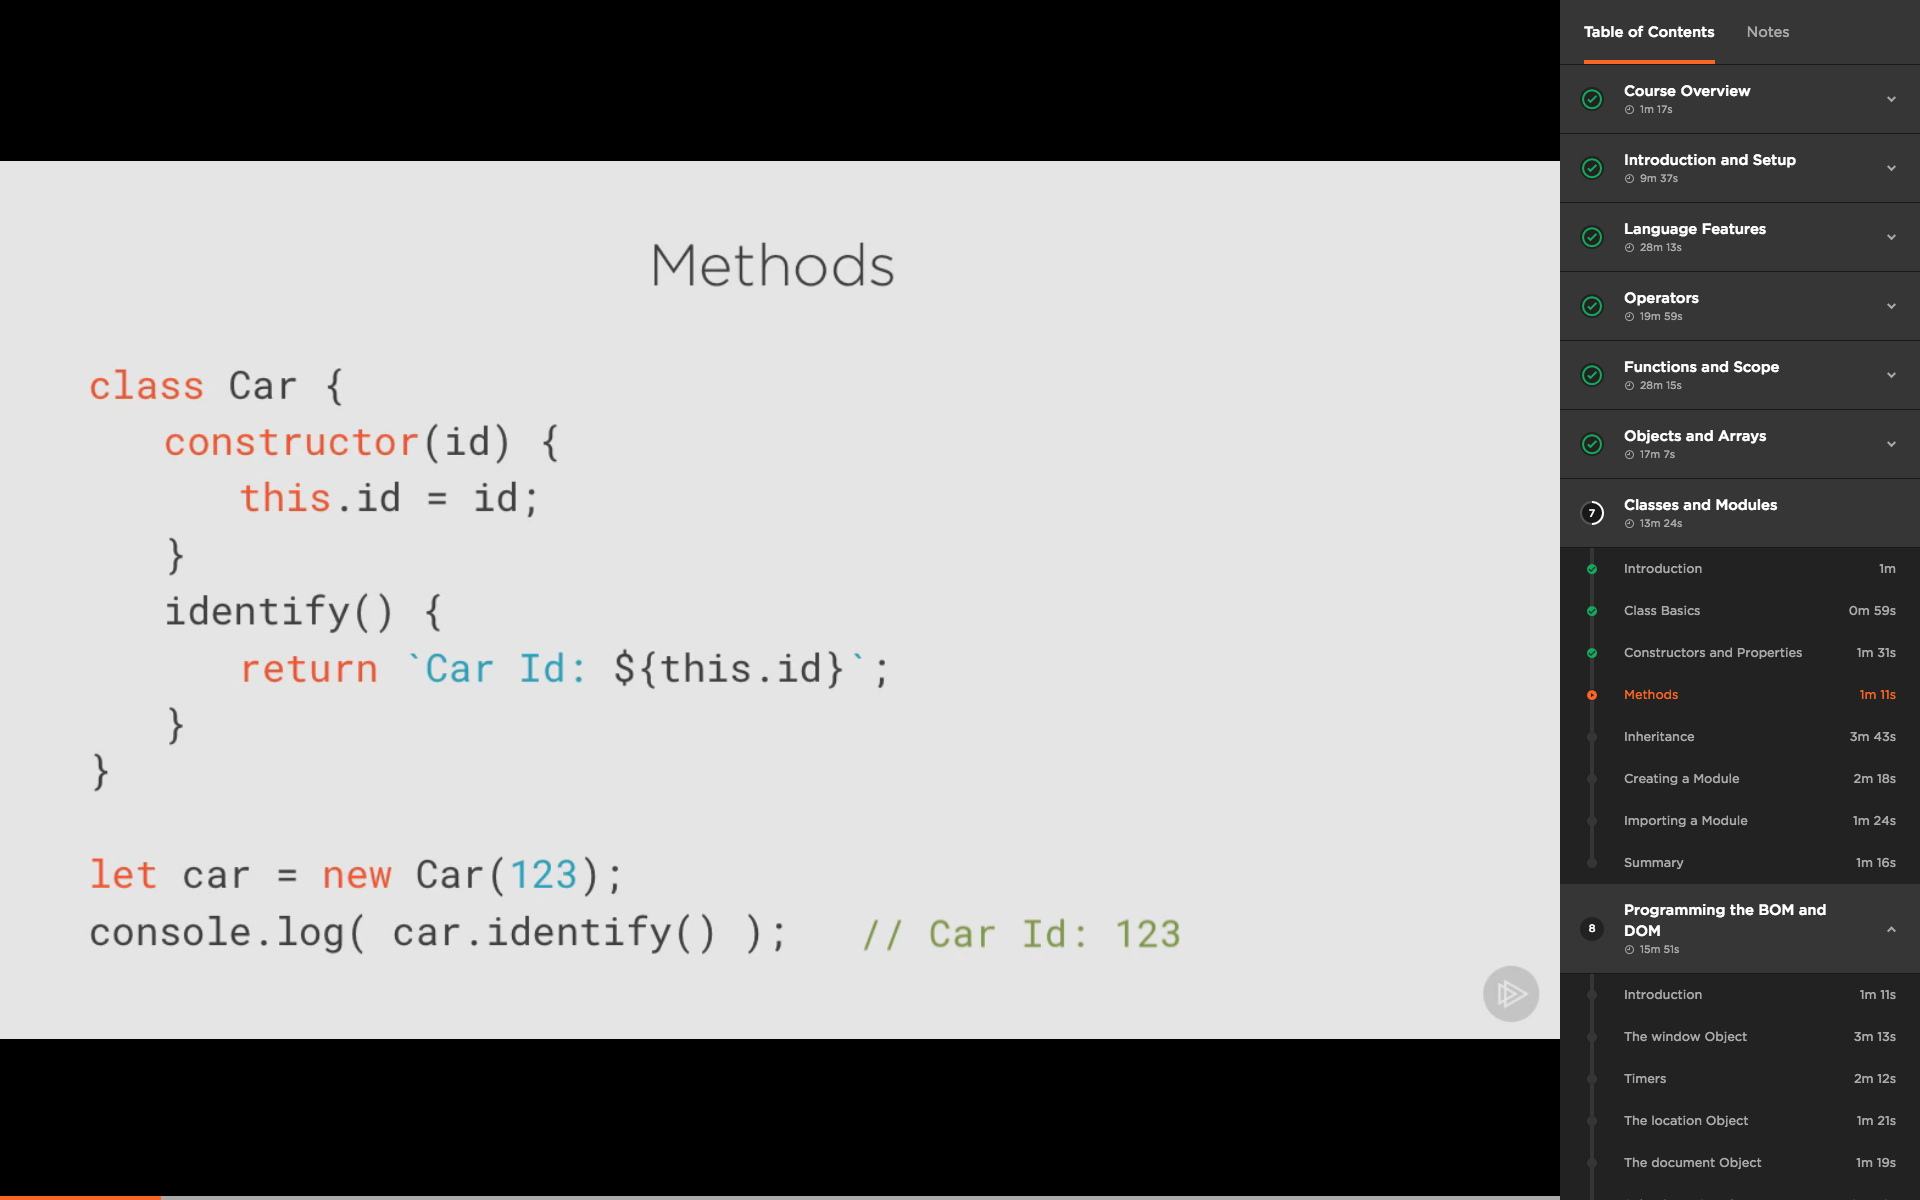 Methods
class Car {
constructor(id) {
this.id = id;
}
identify() {
return `Car Id: ${this.id}`;
}
}
let car = new Car(123);
console.log( car.identify() ); // Car Id: 123
Table of Contents Notes
Course Overview
1m 17s
Introduction and Setup
9m 37s
Language Features
28m 13s
Operators
19m 59s
Functions and Scope
28m 15s
Objects and Arrays
17m 7s
7 Classes and Modules
13m 24s
Introduction 1m
Class Basics 0m 59s
Constructors and Properties 1m 31s
Methods 1m 11s
Inheritance 3m 43s
Creating a Module 2m 18s
Importing a Module 1m 24s
Summary 1m 16s
8 Programming the BOM and
DOM
15m 51s
Introduction 1m 11s
The window Object 3m 13s
Timers 2m 12s
The location Object 1m 21s
The document Object 1m 19s